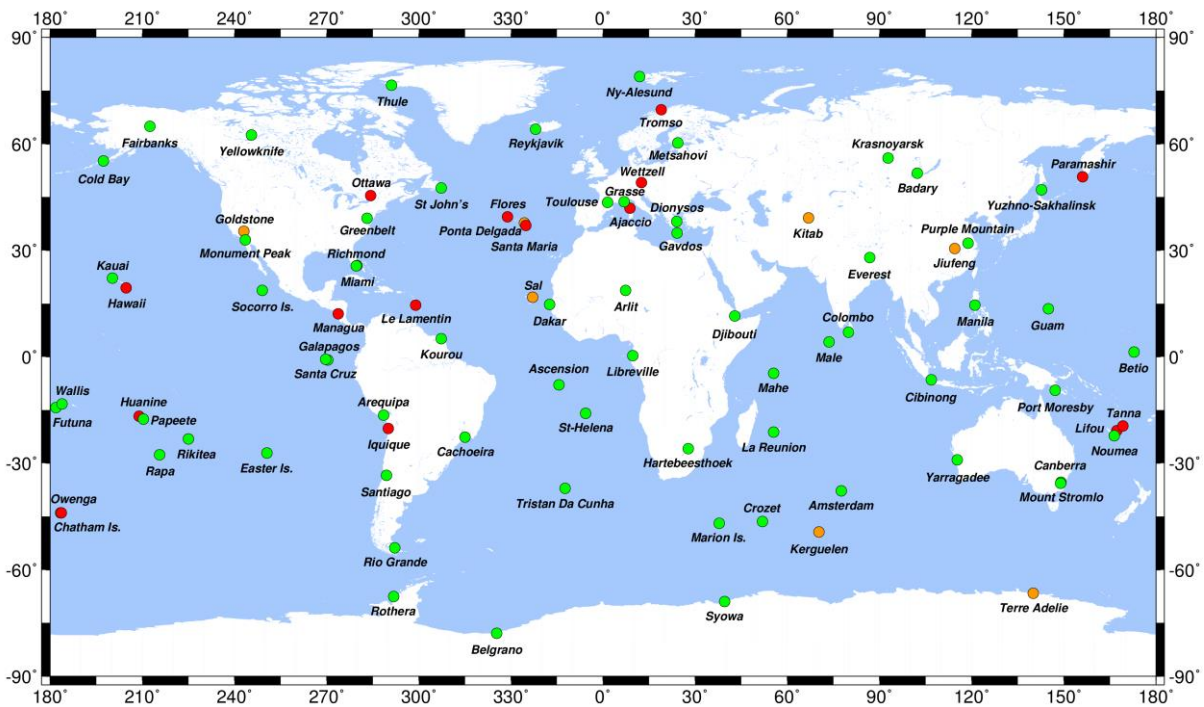 180˚ 210˚ 240˚ 270˚ 300˚ 330˚ 0˚ 30˚ 60˚ 90˚ 120˚ 150˚ 180˚
90˚ 90˚
Ny-Alesund
Thule
Tromso
Fairbanks Yellowknife Reykjavik Metsahovi Krasnoyarsk
60˚ 60˚
Cold Bay Wettzell Badary Paramashir
Ottawa St John's Flores Toulouse Grasse Dionysos Yuzhno-Sakhalinsk
Goldstone Greenbelt Ponta Delgada Ajaccio Kitab Purple Mountain
Monument Peak Santa Maria Gavdos Jiufeng
30˚ 30˚
Richmond Everest
Kauai Miami
Hawaii Socorro Is. Sal Arlit Colombo Manila Guam
Managua Le Lamentin Dakar Djibouti
Galapagos Kourou Male
0˚ 0˚
Santa Cruz Ascension Libreville Mahe Cibinong Betio
Wallis Huanine Arequipa Port Moresby Tanna
Futuna Papeete St-Helena Lifou
Rikitea Iquique Cachoeira La Reunion Noumea
Rapa Easter Is. Hartebeesthoek Yarragadee Canberra
-30˚ -30˚
Santiago Mount Stromlo
Owenga Tristan Da Cunha Crozet Amsterdam
Chatham Is. Marion Is. Kerguelen
Rio Grande
-60˚ -60˚
Rothera Syowa Terre Adelie
Belgrano
-90˚ -90˚
180˚ 210˚ 240˚ 270˚ 300˚ 330˚ 0˚ 30˚ 60˚ 90˚ 120˚ 150˚ 180˚